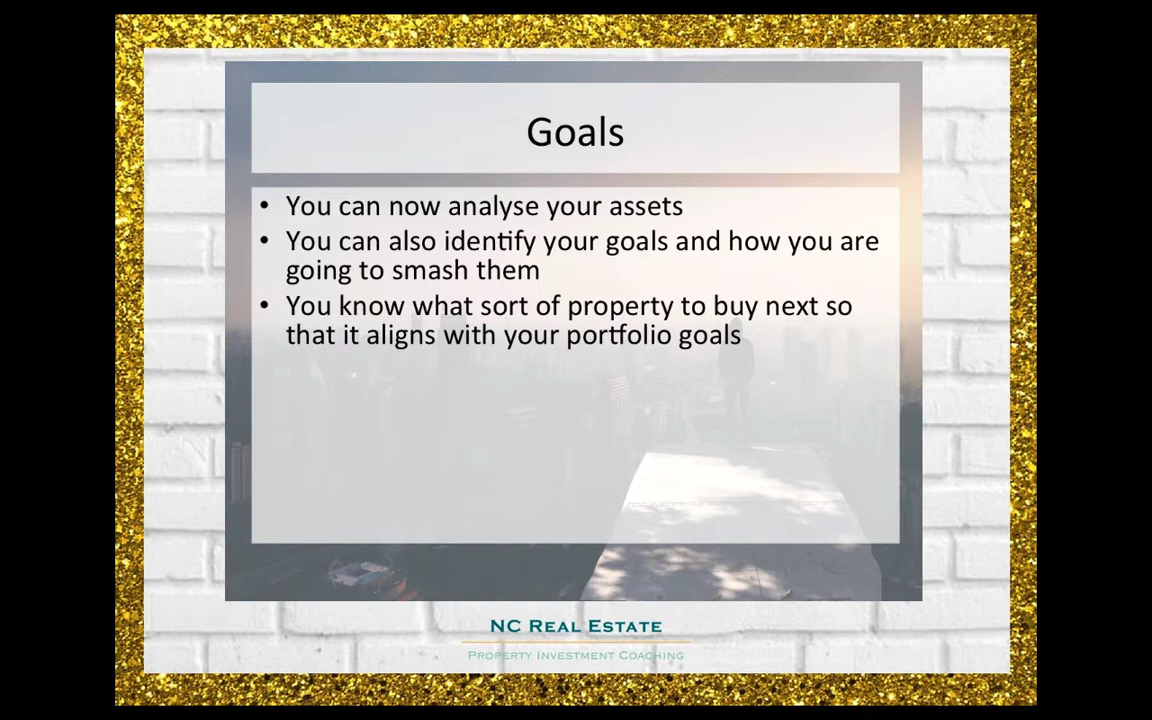 Goals
• You can now analyse your assets
• You can also identify your goals and how you are
going to smash them
• You know what sort of property to buy next so
that it aligns with your portfolio goals
NC REAL ESTATE
PROPERTY INVESTMENT COACHING